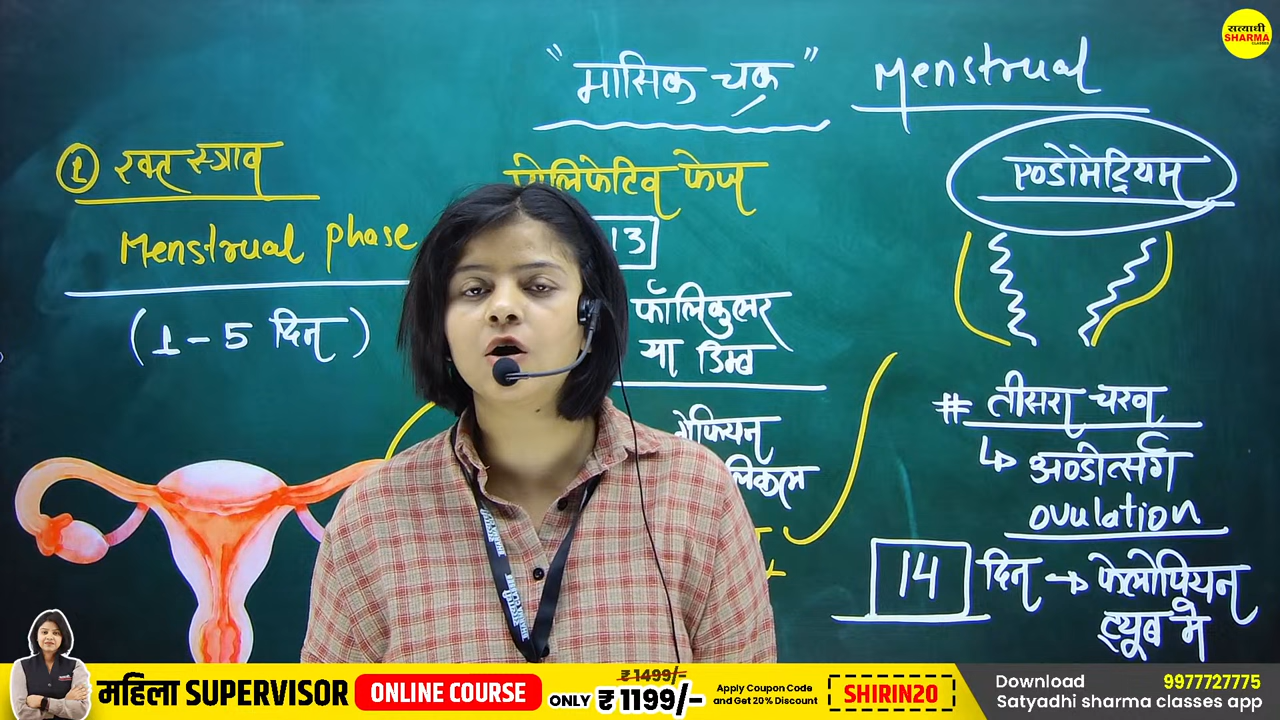 सत्यार्थी
SHARMA
CLASSES
"मासिक चक्र" Menstrual
① रक्त स्त्राव
Menstrual phase
(1-5 दिन)
फेज
13
फॉलिकुलर
या डिम्ब
एण्डोमेट्रियम
# तीसरा चरण
↳ अण्डोत्सर्ग
ovulation
14 दिन → फेलोपियन
ट्यूब मे
महिला SUPERVISOR
ONLINE COURSE
₹ 1499/-
ONLY ₹ 1199/-
Apply Coupon Code
and Get 20% Discount
SHIRIN20
Download 9977727775
Satyadhi sharma classes app